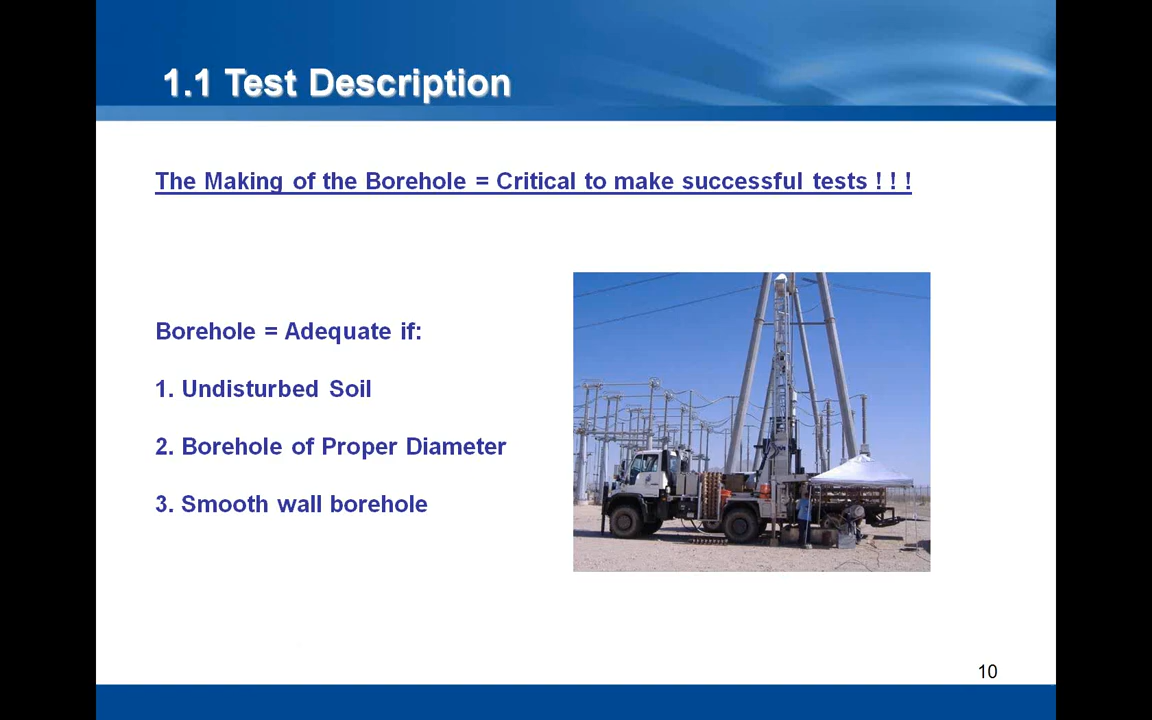 1.1 Test Description
The Making of the Borehole = Critical to make successful tests ! ! !
Borehole = Adequate if:
1. Undisturbed Soil
2. Borehole of Proper Diameter
3. Smooth wall borehole
10